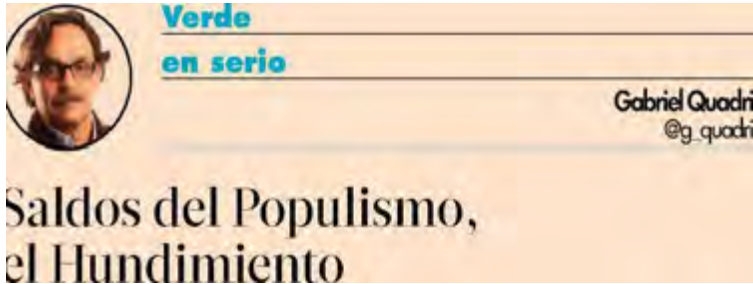 Verde
en serio
Gabriel Quadri
@g_quadri
Saldos del Populismo,
el Hundimiento